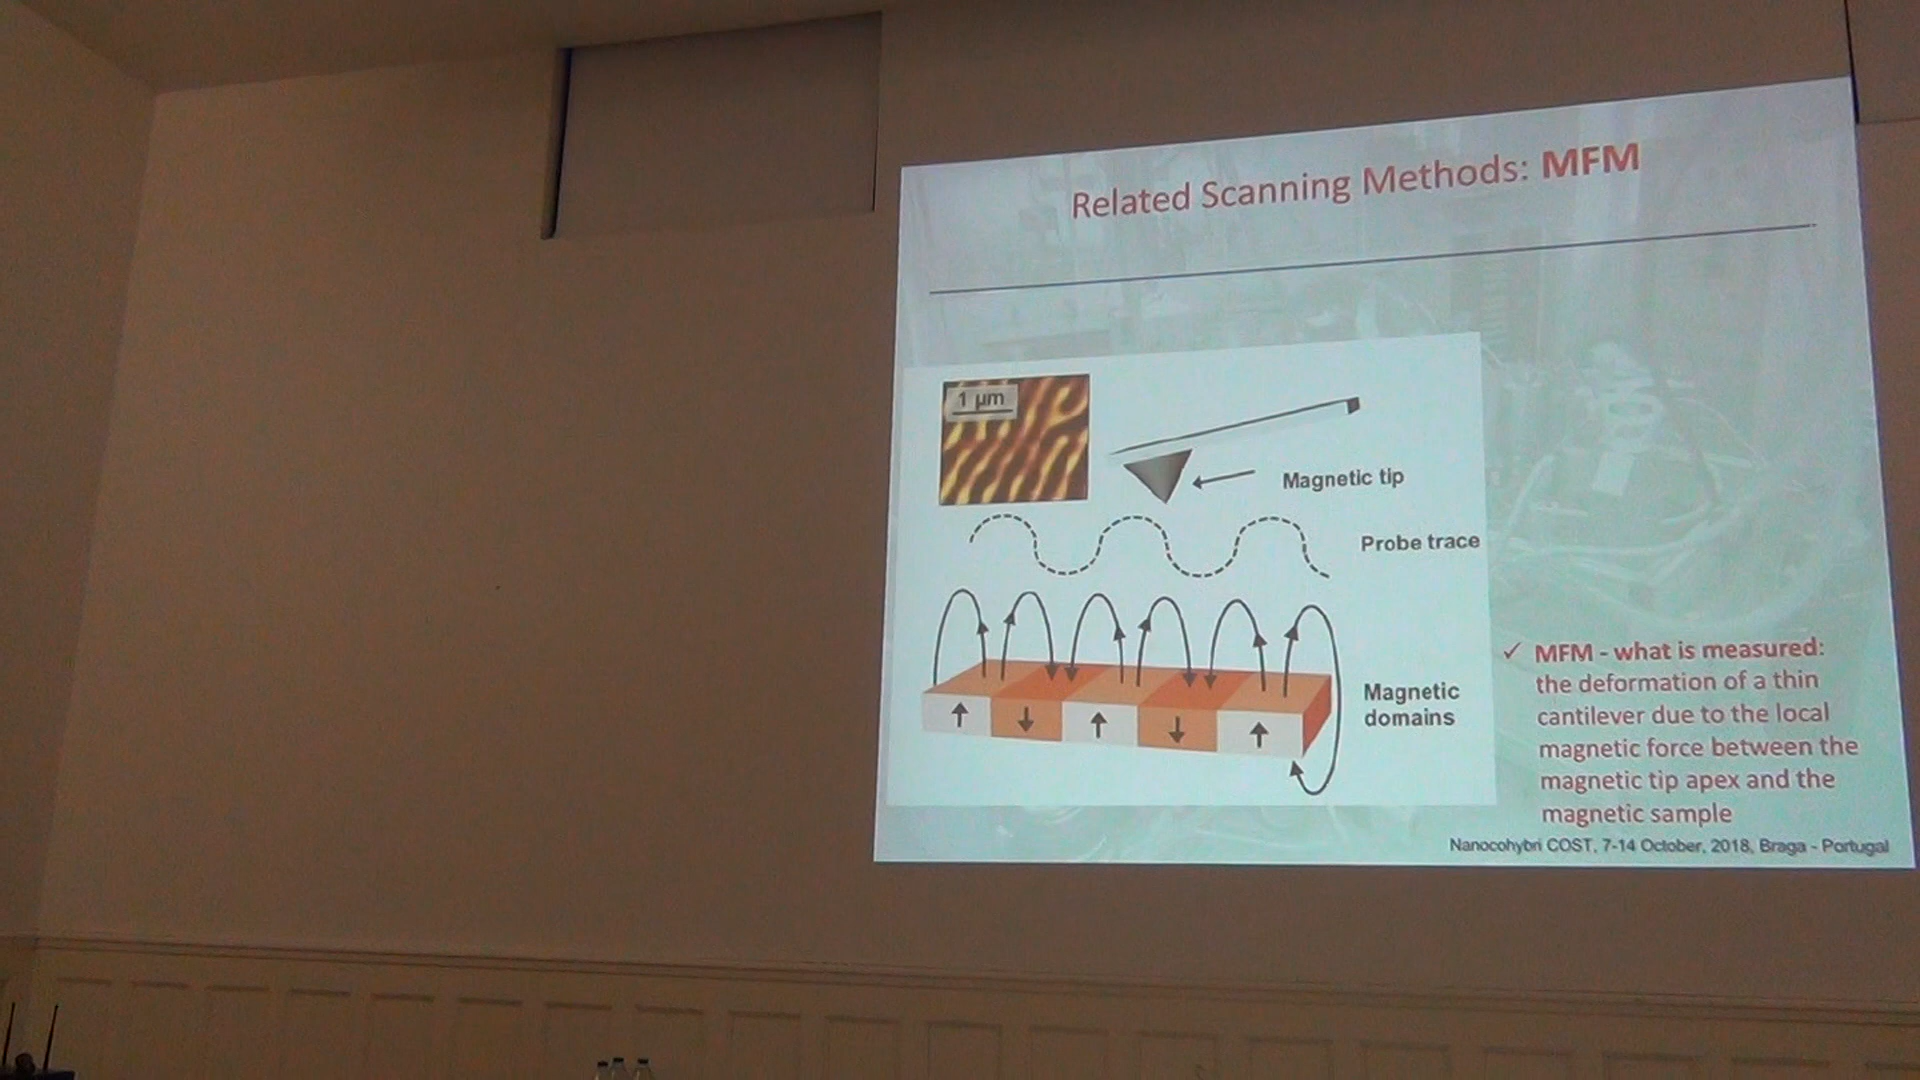 Related Scanning Methods: MFM
1 µm
Magnetic tip
Probe trace
Magnetic
domains
✓ MFM - what is measured:
the deformation of a thin
cantilever due to the local
magnetic force between the
magnetic tip apex and the
magnetic sample
Nanocohybri COST, 7-14 October, 2018, Braga - Portugal